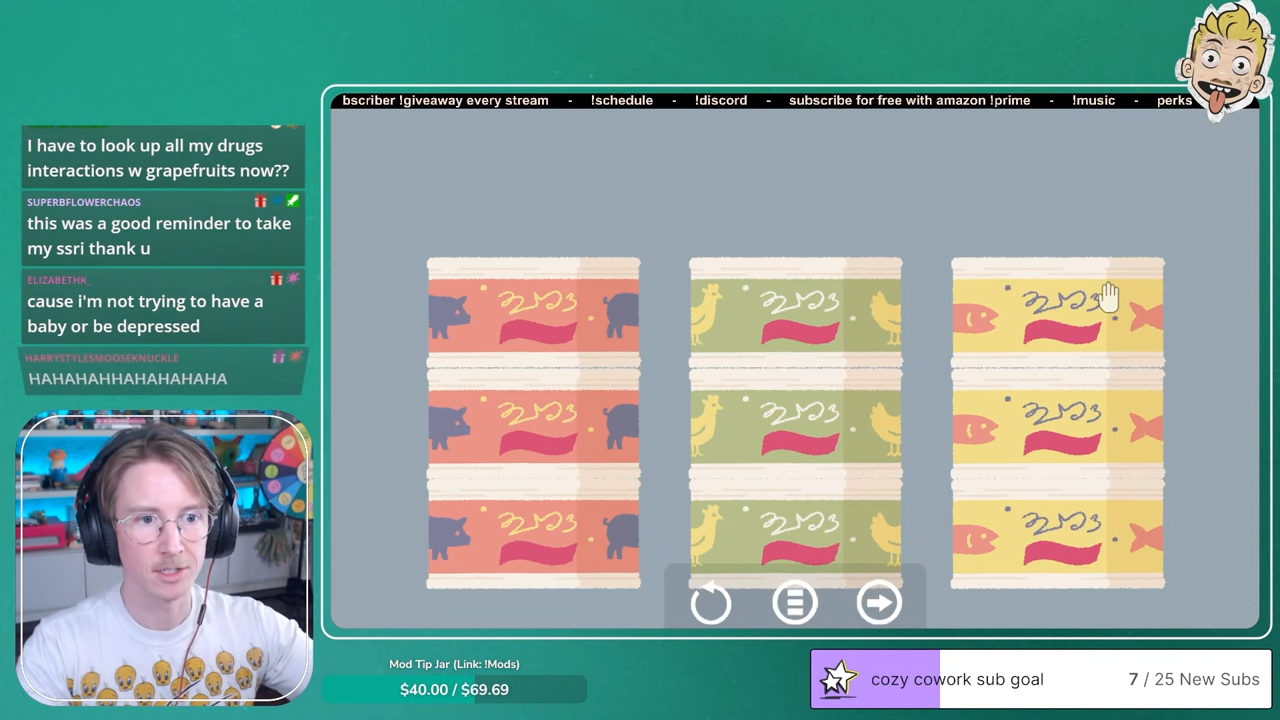 bscriber !giveaway every stream - !schedule - !discord - subscribe for free with amazon !prime - !music - perks
I have to look up all my drugs
interactions w grapefruits now??
SUPERBFLOWERCHAOS
this was a good reminder to take
my ssri thank u
ELIZABETHK_
cause i'm not trying to have a
baby or be depressed
HARRYSTYLESMOOSEKNUCKLE
HAHAHAHHAHAHAHAHA
Mod Tip Jar (Link: !Mods)
$40.00 / $69.69
cozy cowork sub goal
7 / 25 New Subs